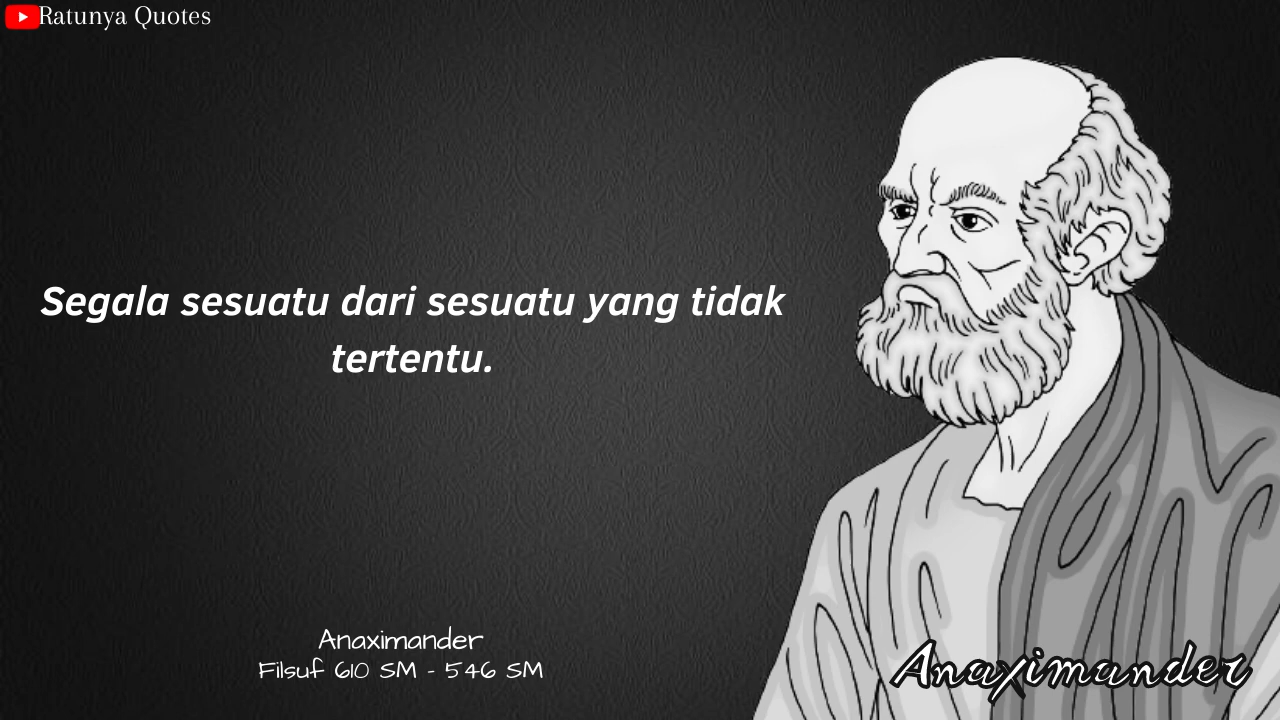 Ratunya Quotes
Segala sesuatu dari sesuatu yang tidak
tertentu.
Anaximander
Filsuf 610 SM - 546 SM
Anaximander